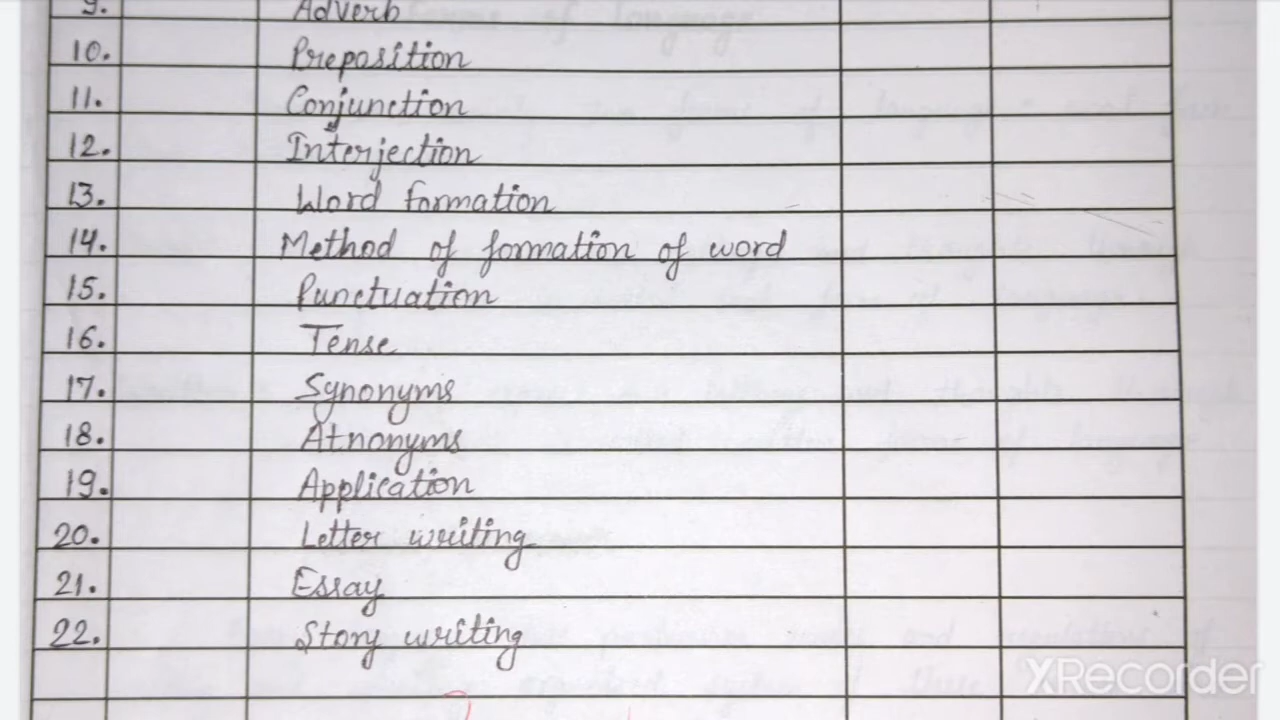 9. Adverb
10. Preposition
11. Conjunction
12. Interjection
13. Word formation
14. Method of formation of word
15. Punctuation
16. Tense
17. Synonyms
18. Atnonyms
19. Application
20. Letter writing
21. Essay
22. Story writing
XRecorder